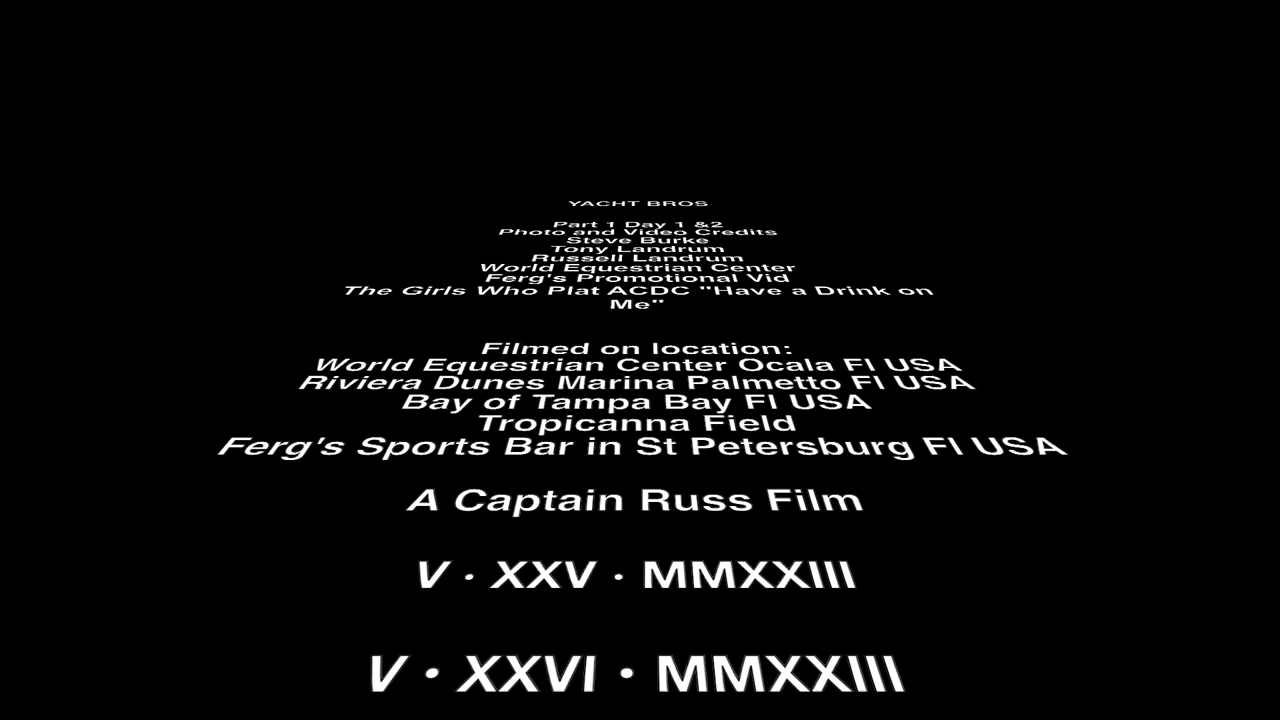 YACHT BROS
Part 1 Day 1 &2
Photo and Video Credits
Steve Burke
Tony Landrum
Russell Landrum
World Equestrian Center
Ferg's Promotional Vid
The Girls Who Plat ACDC "Have a Drink on
Me"
Filmed on location:
World Equestrian Center Ocala Fl USA
Riviera Dunes Marina Palmetto Fl USA
Bay of Tampa Bay Fl USA
Tropicanna Field
Ferg's Sports Bar in St Petersburg Fl USA
A Captain Russ Film
V · XXV · MMXXIII
V · XXVI · MMXXIII